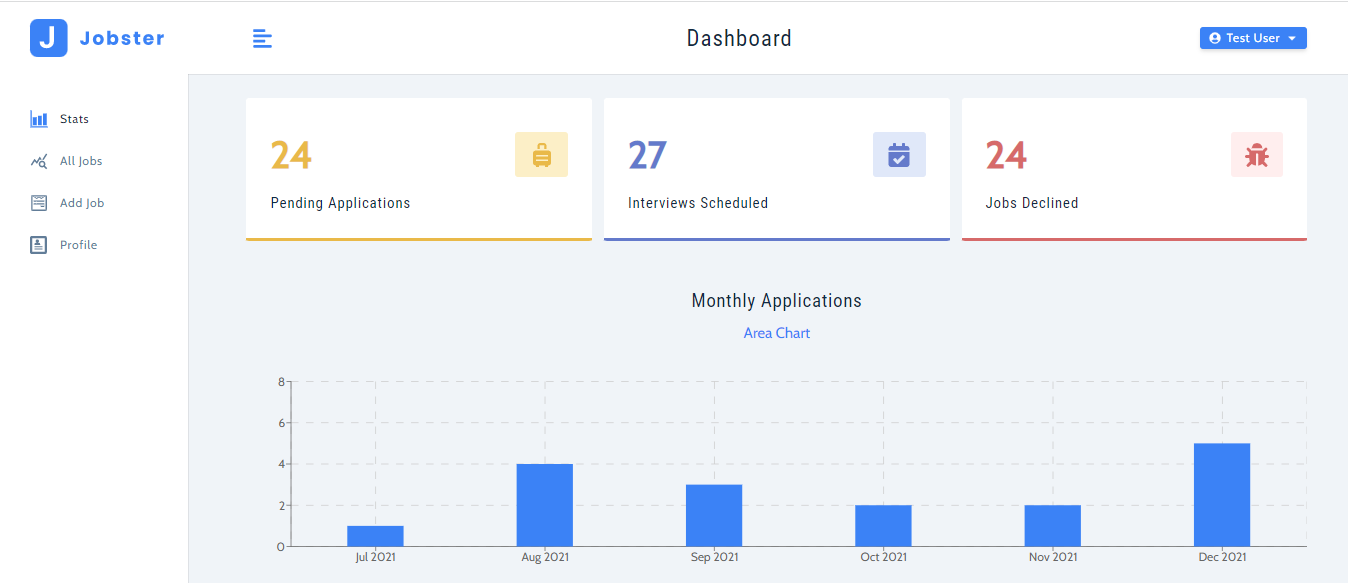 J Jobster
Dashboard
Test User
Stats
All Jobs
Add Job
Profile
24
Pending Applications
27
Interviews Scheduled
24
Jobs Declined
Monthly Applications
Area Chart
8
6
4
2
0
Jul 2021 Aug 2021 Sep 2021 Oct 2021 Nov 2021 Dec 2021